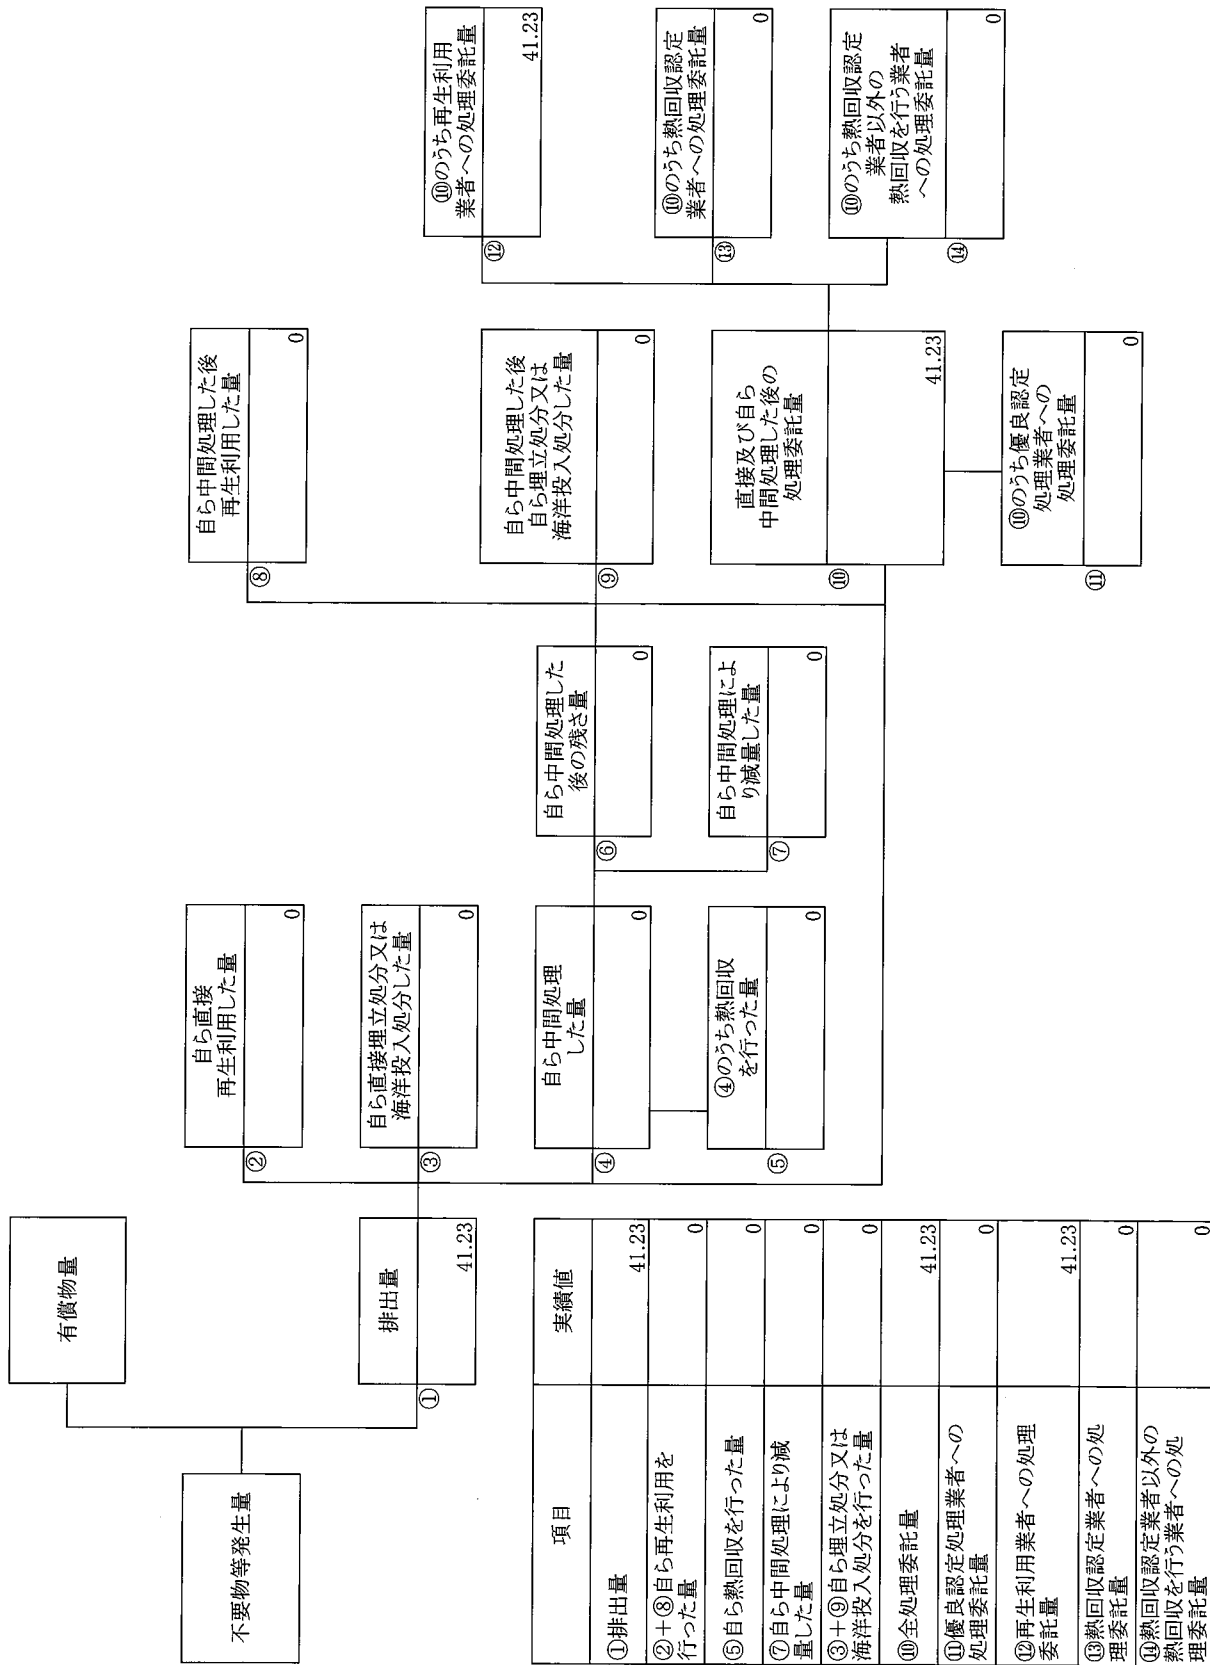 不要物等発生量
有償物量
①
排出量
41.23
②
自ら直接
再生利用した量
0
③
自ら直接埋立処分又は
海洋投入処分した量
0
④
自ら中間処理
した量
0
⑤
④のうち熱回収
を行った量
0
⑥
自ら中間処理した
後の残さ量
0
⑦
自ら中間処理によ
り減量した量
0
⑧
自ら中間処理した後
再生利用した量
0
⑨
自ら中間処理した後
自ら埋立処分又は
海洋投入処分した量
0
⑩
直接及び自ら
中間処理した後の
処理委託量
41.23
⑪
⑩のうち優良認定
処理業者への
処理委託量
0
⑫
⑩のうち再生利用
業者への処理委託量
41.23
⑬
⑩のうち熱回収認定
業者への処理委託量
0
⑭
⑩のうち熱回収認定
業者以外の
熱回収を行う業者
への処理委託量
0
項目 実績値
①排出量 41.23
②+⑧自ら再生利用を
行った量 0
⑤自ら熱回収を行った量 0
⑦自ら中間処理により減
量した量 0
③+⑨自ら埋立処分又は
海洋投入処分を行った量 0
⑩全処理委託量 41.23
⑪優良認定処理業者への
処理委託量 0
⑫再生利用業者への処理
委託量 41.23
⑬熱回収認定業者への処
理委託量 0
⑭熱回収認定業者以外の
熱回収を行う業者への処
理委託量 0